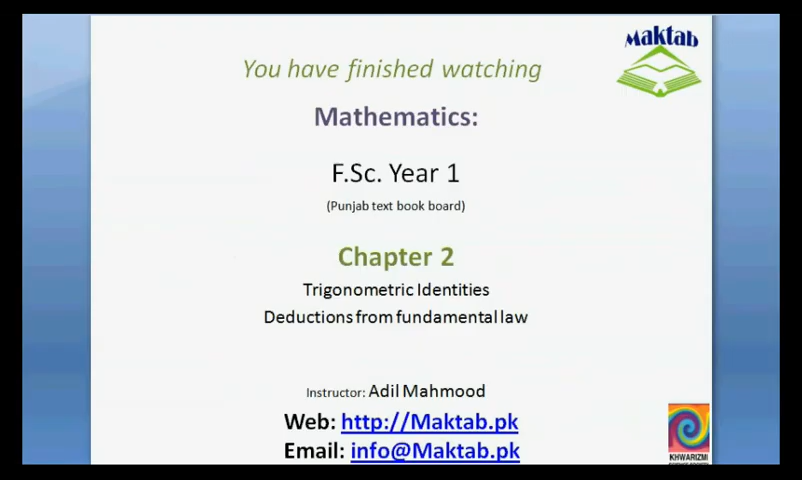 Maktab
You have finished watching
Mathematics:
F.Sc. Year 1
(Punjab text book board)
Chapter 2
Trigonometric Identities
Deductions from fundamental law
Instructor: Adil Mahmood
Web: http://Maktab.pk
Email: info@Maktab.pk
KHWARIZMI